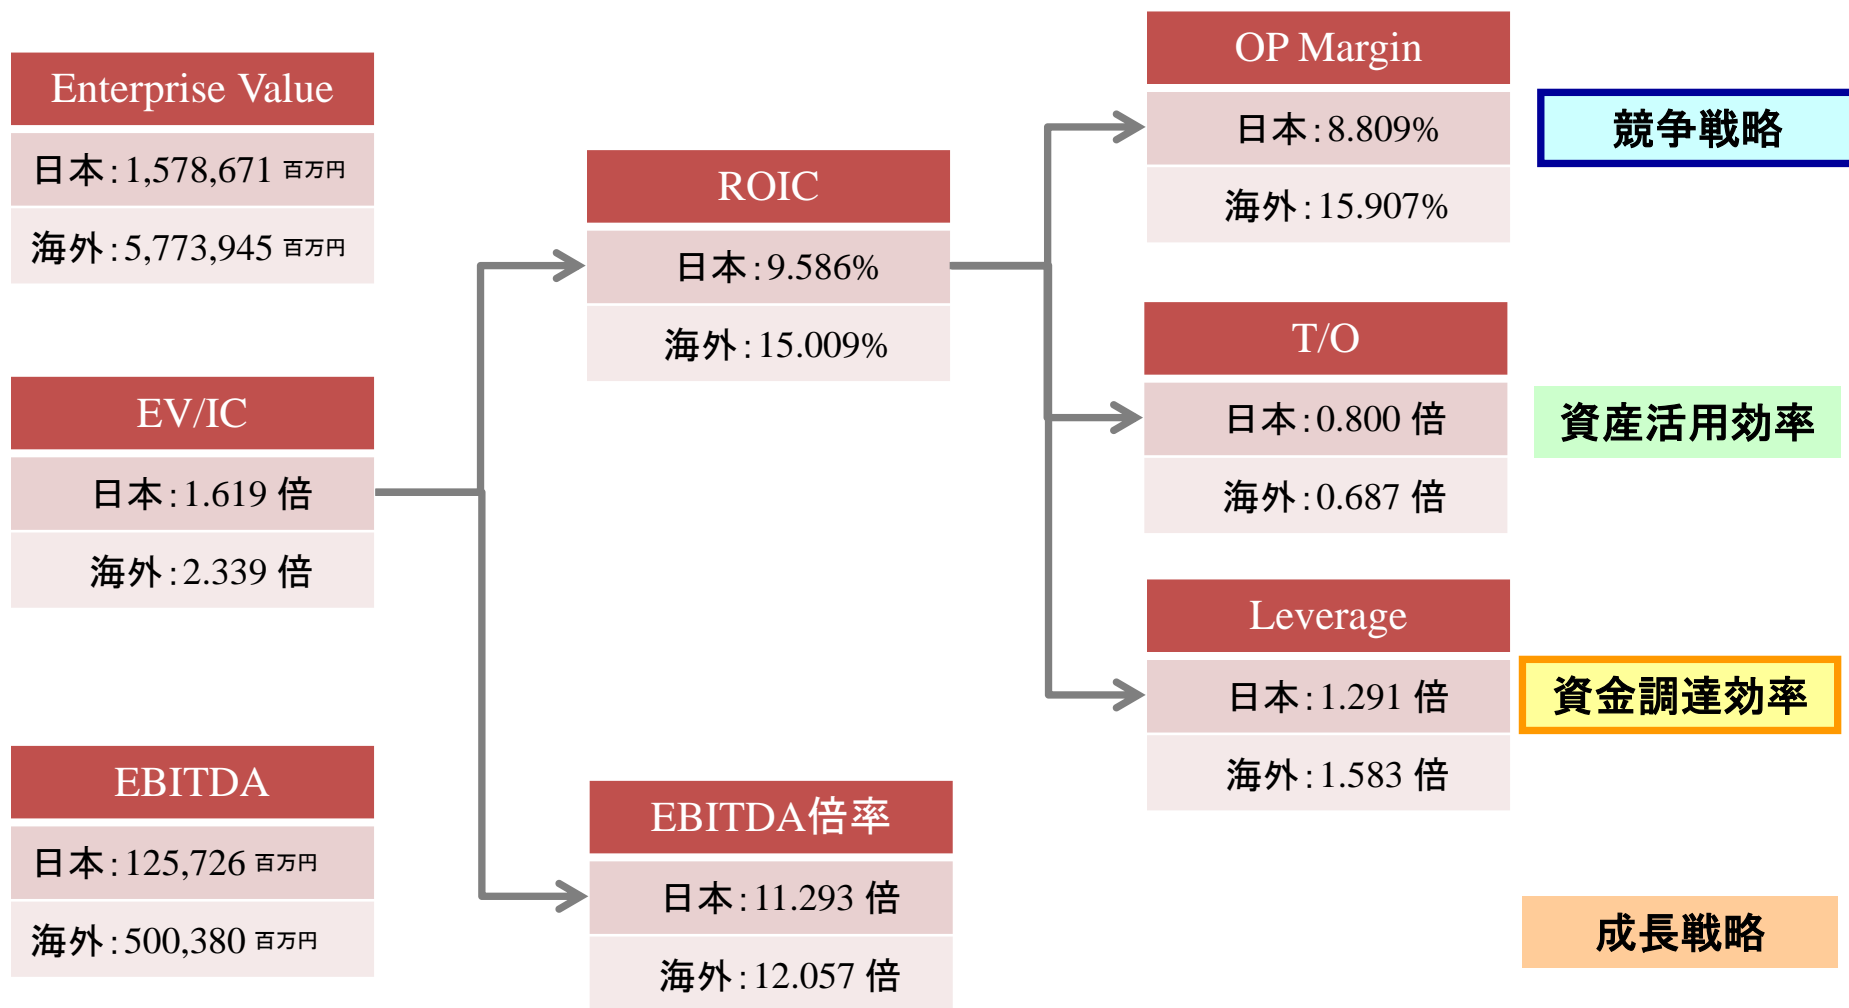 Enterprise Value
日本：1,578,671 百万円
海外：5,773,945 百万円
EV/IC
日本：1.619 倍
海外：2.339 倍
EBITDA
日本：125,726 百万円
海外：500,380 百万円
ROIC
日本：9.586%
海外：15.009%
EBITDA倍率
日本：11.293 倍
海外：12.057 倍
OP Margin
日本：8.809%
海外：15.907%
競争戦略
T/O
日本：0.800 倍
海外：0.687 倍
資産活用効率
Leverage
日本：1.291 倍
海外：1.583 倍
資金調達効率
成長戦略